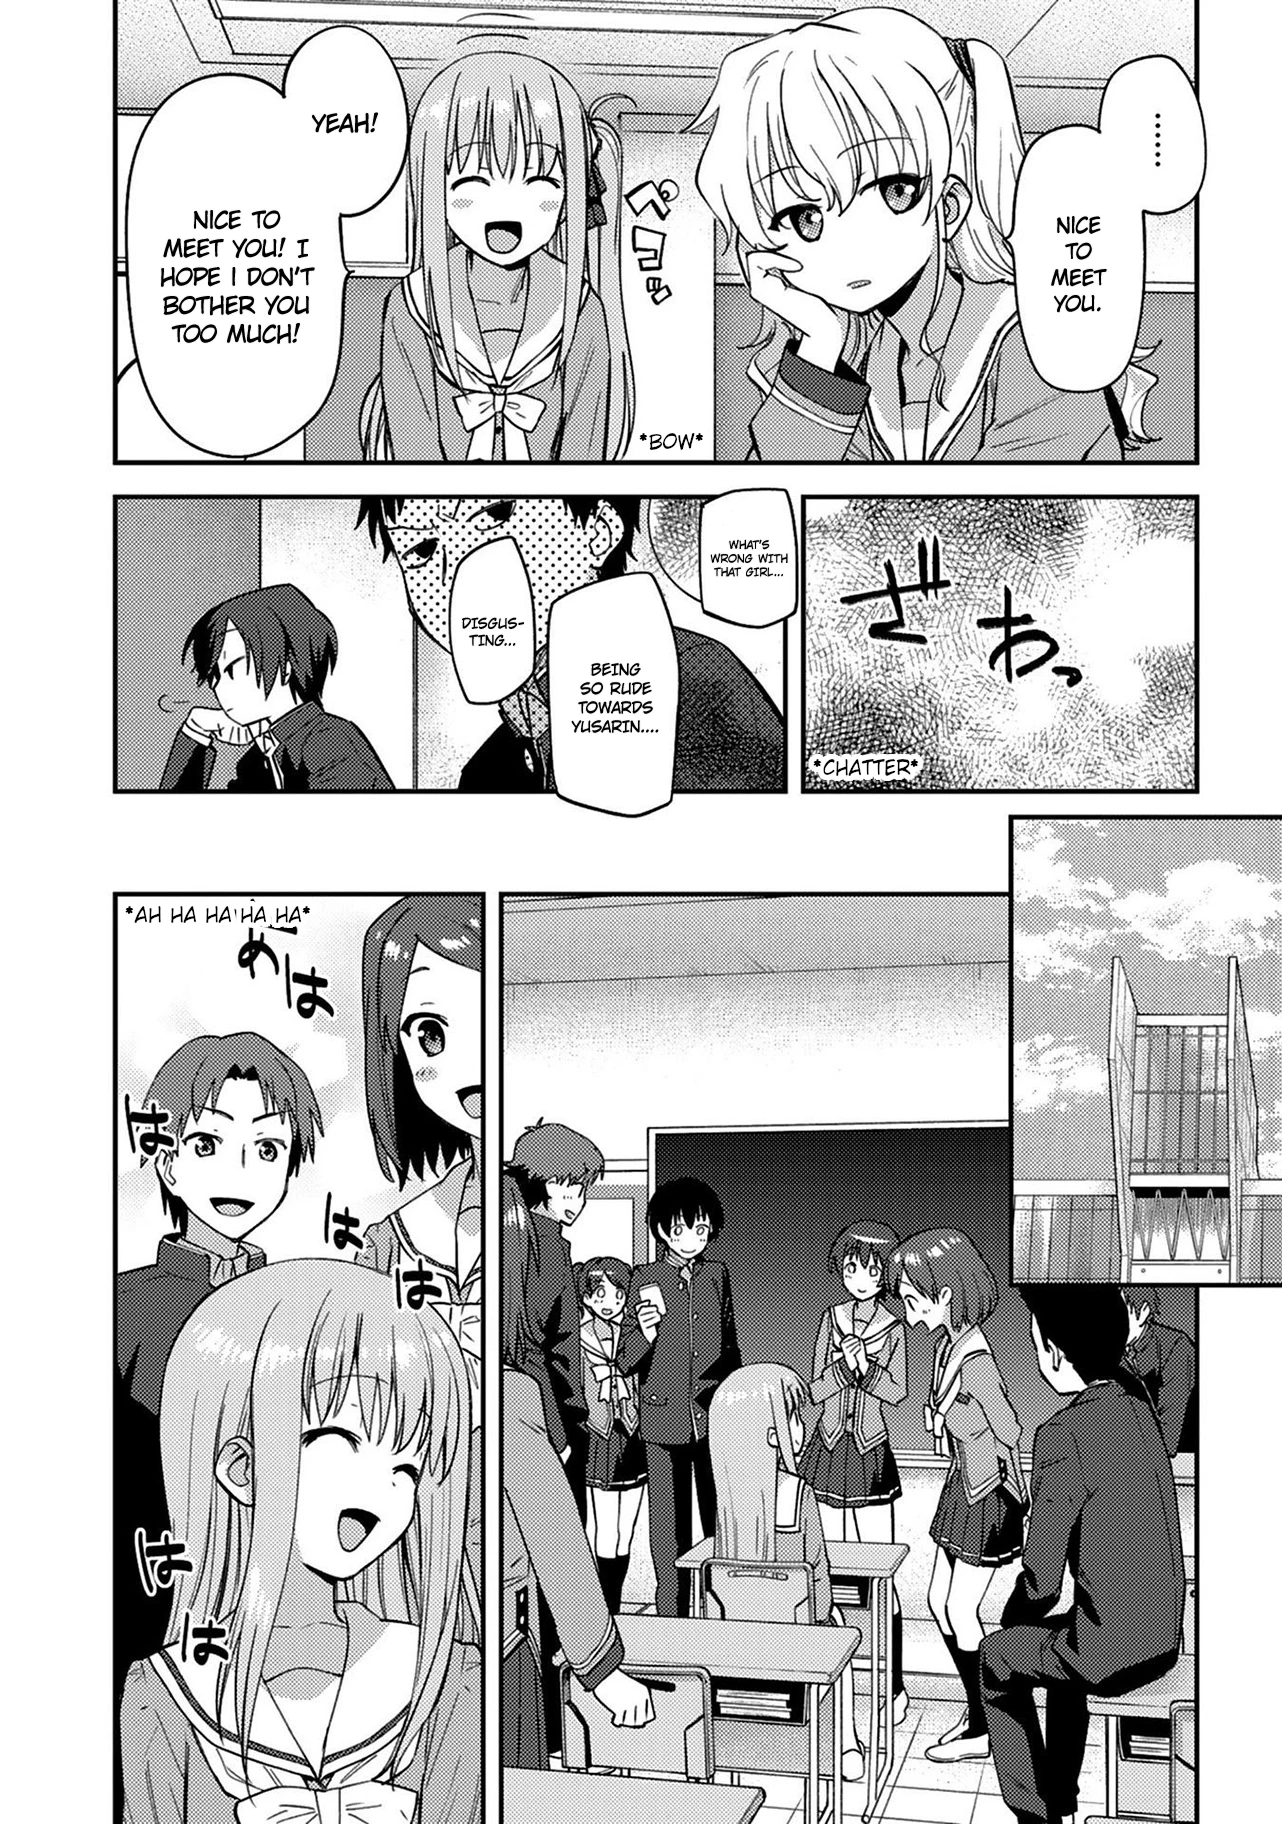 ......
NICE
TO
MEET
YOU.
YEAH!
NICE TO
MEET YOU! I
HOPE I DON'T
BOTHER YOU
TOO MUCH!
ペコッ
*BOW*
ざわっ
*CHATTER*
WHAT'S
WRONG WITH
THAT GIRL...
BEING
SO RUDE
TOWARDS
YUSARIN....
DISGUS-
TING...
*AH HA HA HA HA*
あは
は
は
は
は